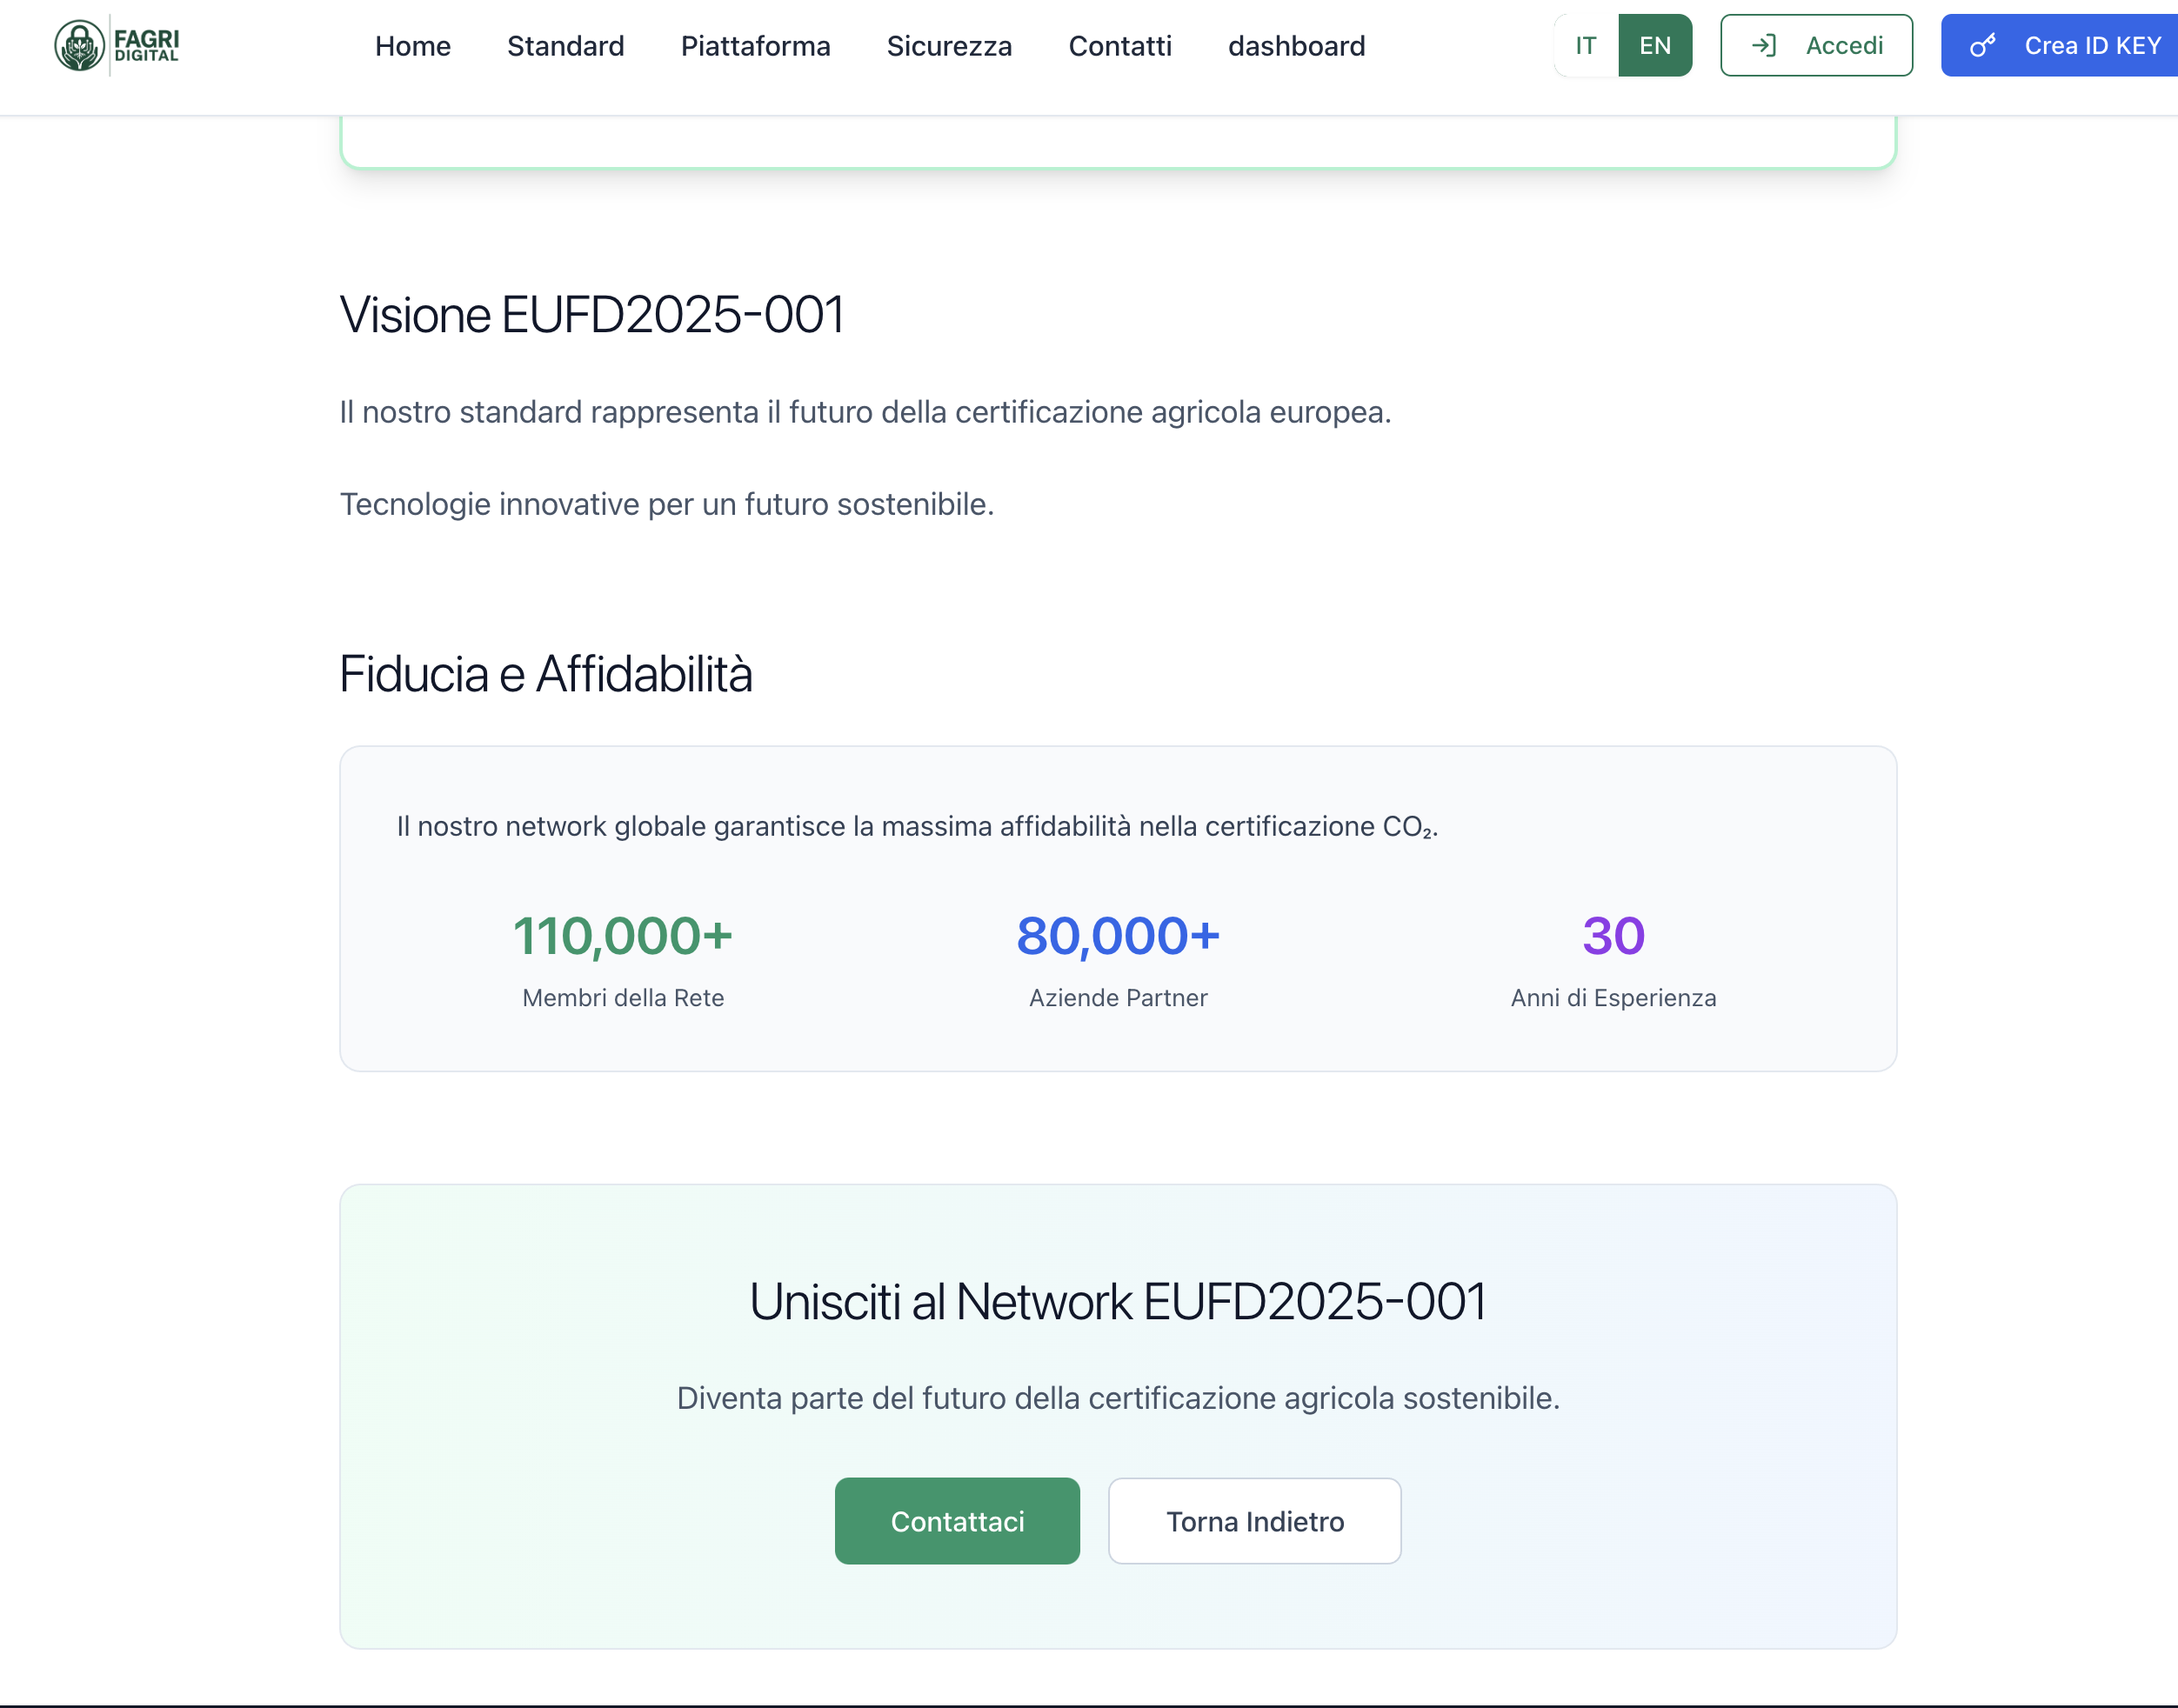 FAGRI
DIGITAL
Home Standard Piattaforma Sicurezza Contatti dashboard IT EN Accedi Crea ID KEY
Visione EUFD2025-001
Il nostro standard rappresenta il futuro della certificazione agricola europea.
Tecnologie innovative per un futuro sostenibile.
Fiducia e Affidabilità
Il nostro network globale garantisce la massima affidabilità nella certificazione CO₂.
110,000+ 80,000+ 30
Membri della Rete Aziende Partner Anni di Esperienza
Unisciti al Network EUFD2025-001
Diventa parte del futuro della certificazione agricola sostenibile.
Contattaci Torna Indietro